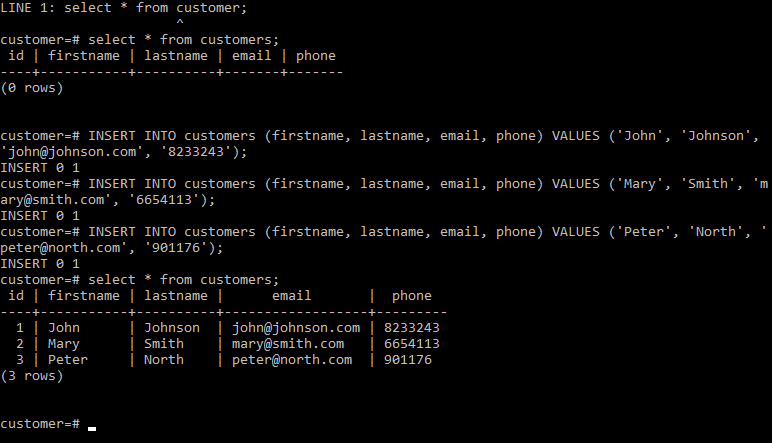 LINE 1: select * from customer;
                      ^
customer=# select * from customers;
 id | firstname | lastname | email | phone
----+-----------+----------+-------+-------
(0 rows)
customer=# INSERT INTO customers (firstname, lastname, email, phone) VALUES ('John', 'Johnson',
'john@johnson.com', '8233243');
INSERT 0 1
customer=# INSERT INTO customers (firstname, lastname, email, phone) VALUES ('Mary', 'Smith', 'm
ary@smith.com', '6654113');
INSERT 0 1
customer=# INSERT INTO customers (firstname, lastname, email, phone) VALUES ('Peter', 'North', '
peter@north.com', '901176');
INSERT 0 1
customer=# select * from customers;
 id | firstname | lastname |      email       |  phone
----+-----------+----------+------------------+---------
  1 | John      | Johnson  | john@johnson.com | 8233243
  2 | Mary      | Smith    | mary@smith.com   | 6654113
  3 | Peter     | North    | peter@north.com  | 901176
(3 rows)
customer=# _